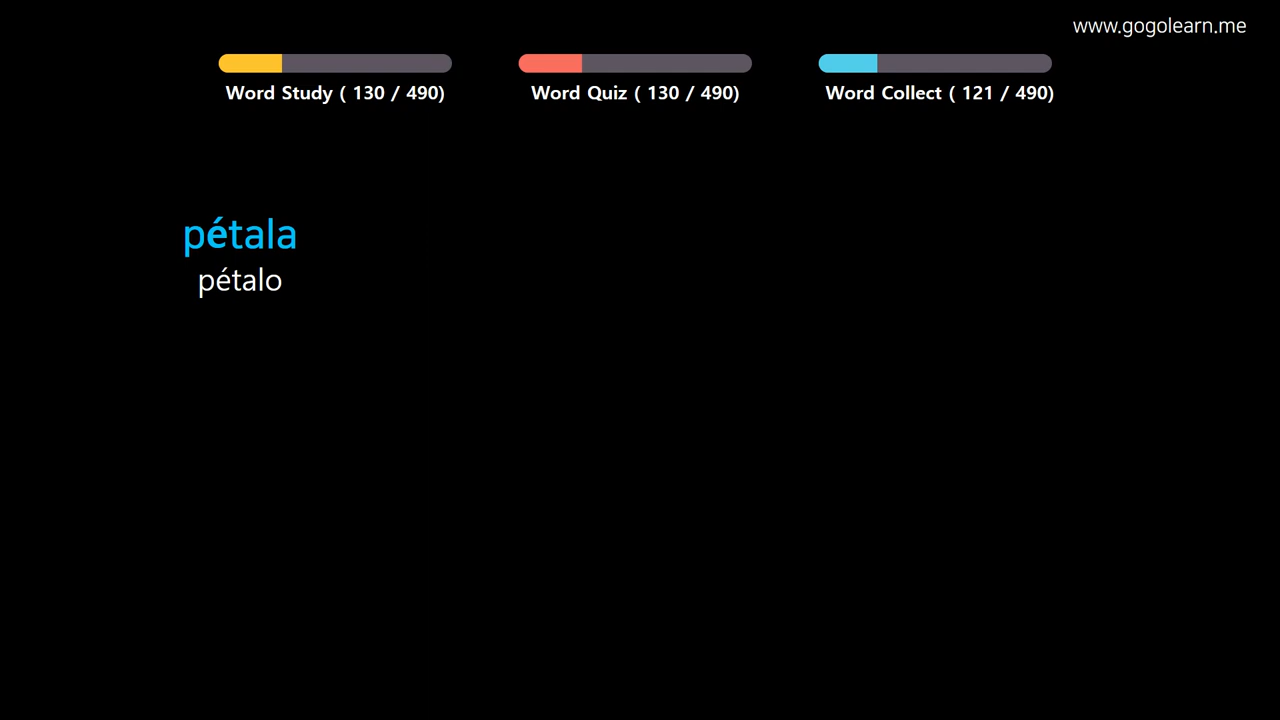 www.gogolearn.me
Word Study ( 130 / 490)
Word Quiz ( 130 / 490)
Word Collect ( 121 / 490)
pétala
pétalo